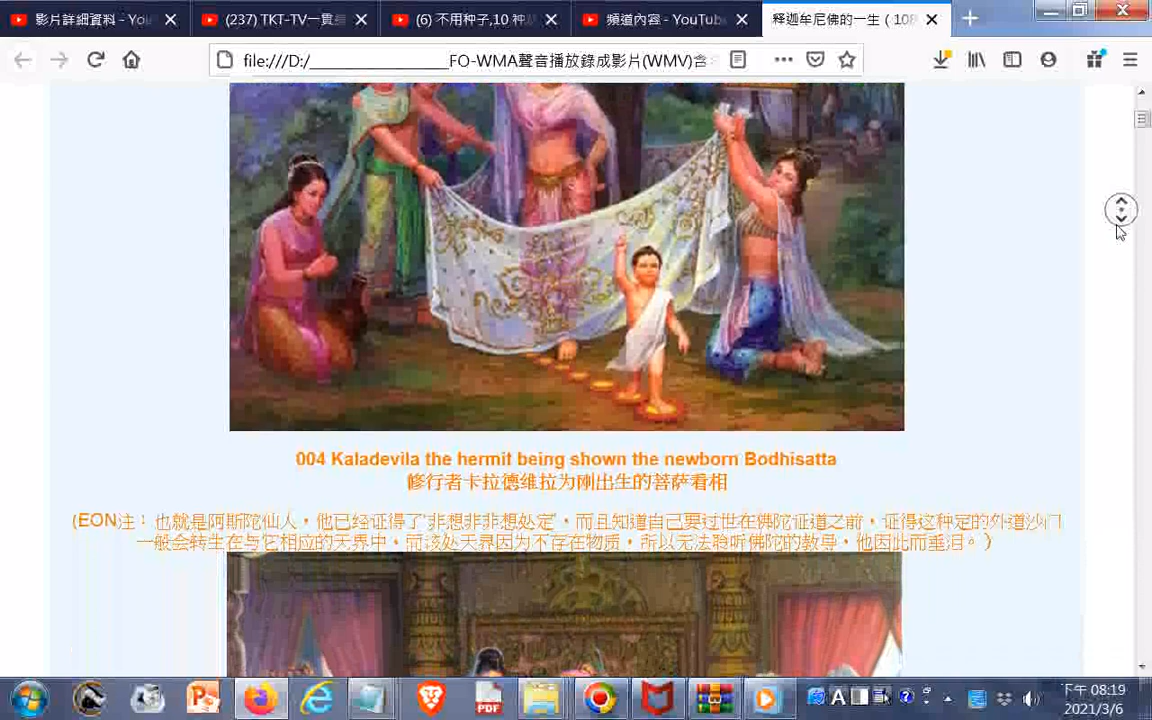 影片詳細資料 - You
(237) TKT-TV一貫
(6) 不用种子,10 种
頻道內容 - YouTub
释迦牟尼佛的一生 ( 108
file:///D:/________________FO-WMA聲音播放錄成影片(WMV)含
004 Kaladevila the hermit being shown the newborn Bodhisatta
修行者卡拉德维拉为刚出生的菩萨看相
(EON注：也就是阿斯陀仙人，他已经证得了'非想非非想处定'，而且知道自己要过世在佛陀证道之前，证得这种定的外道沙门
一般会转生在与它相应的天界中，而该处天界因为不存在物质，所以无法聆听佛陀的教导，他因此而垂泪。)
PDF
A
下午 08:19
2021/3/6